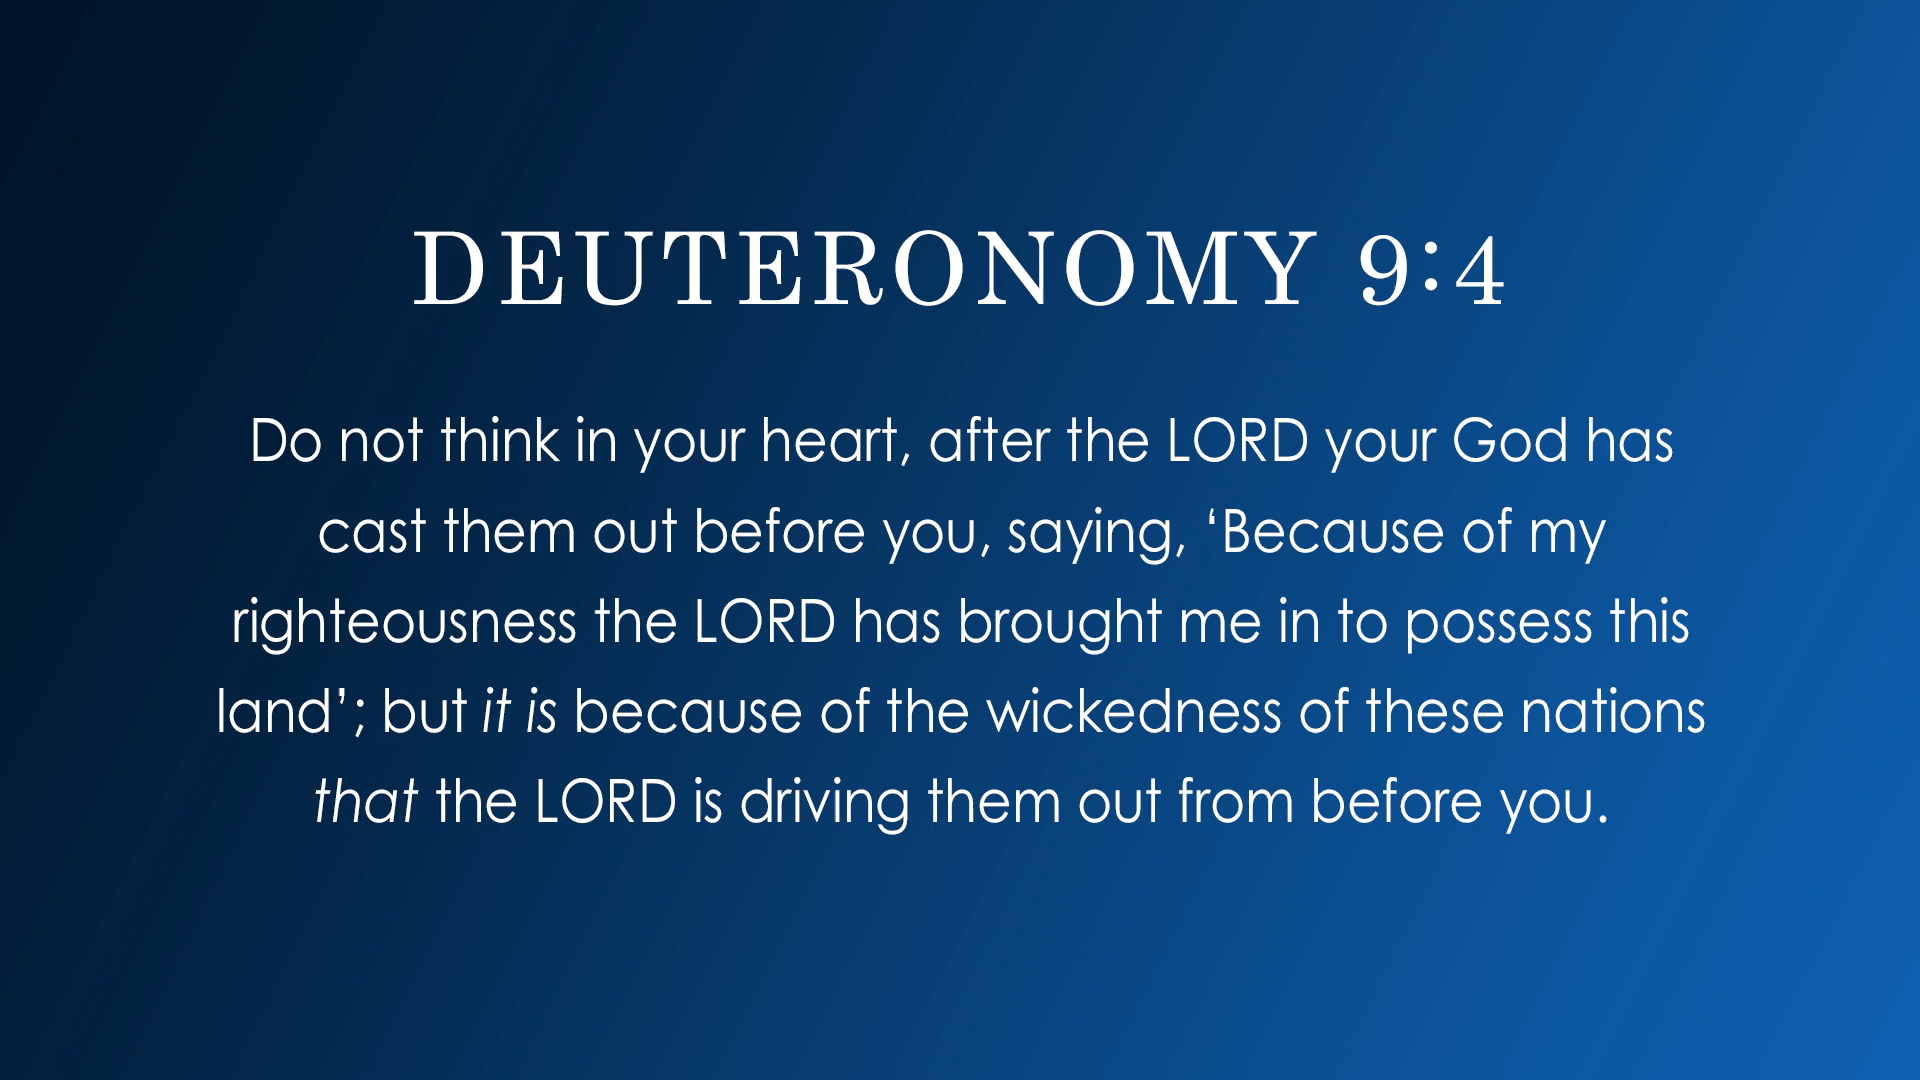 DEUTERONOMY 9:4
Do not think in your heart, after the LORD your God has
cast them out before you, saying, ‘Because of my
righteousness the LORD has brought me in to possess this
land’; but it is because of the wickedness of these nations
that the LORD is driving them out from before you.